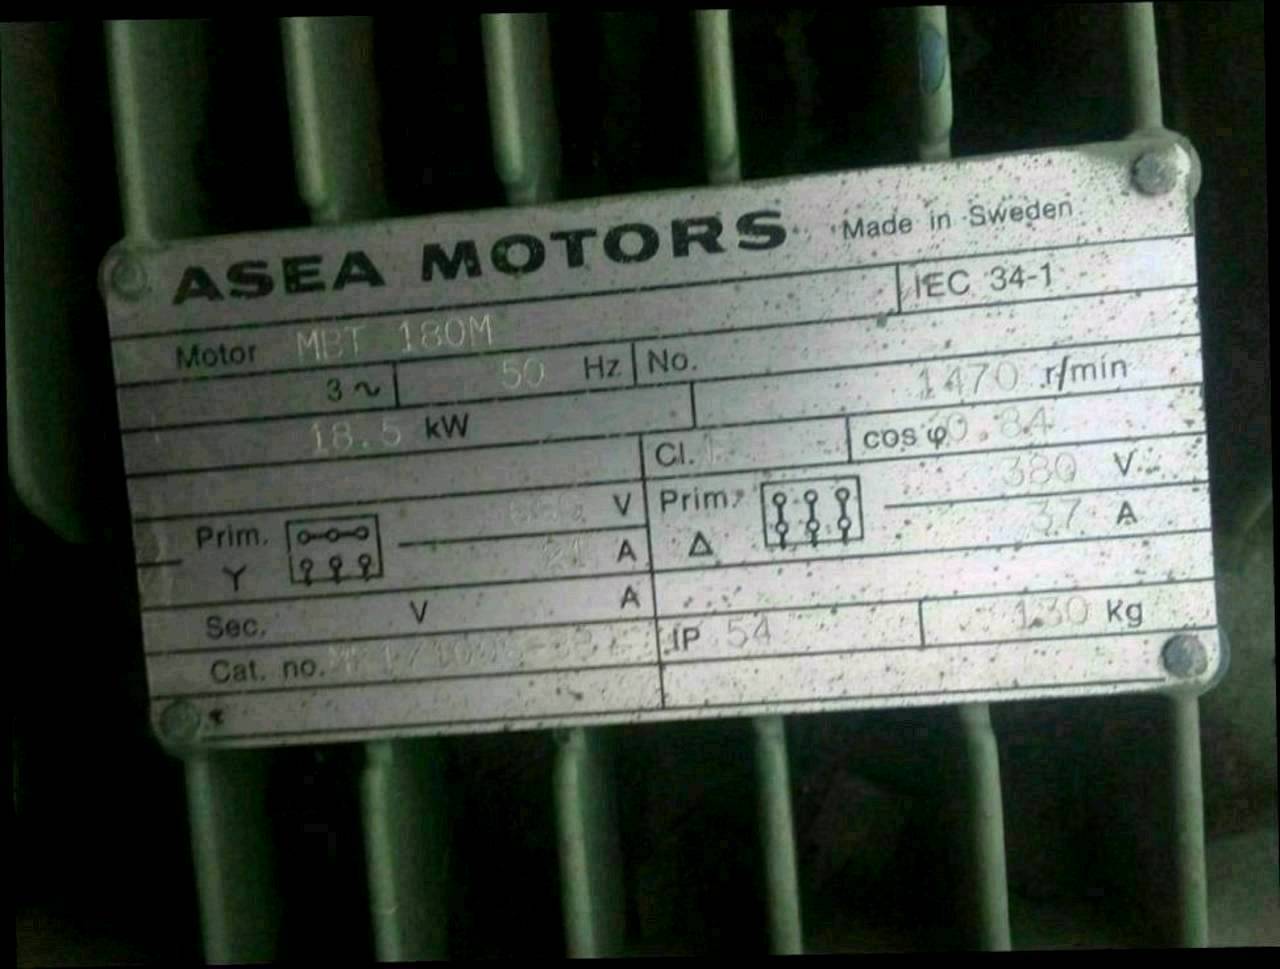 ASEA MOTORS Made in Sweden
Motor MBT 180M IEC 34-1
3 ~ 50 Hz No.
18.5 kW 1470 r/min
Cl. cos φ 0.84
Prim. Y V Prim. Δ 380 V
21 A 37 A
Sec. V A
Cat. no. IP 54 130 Kg